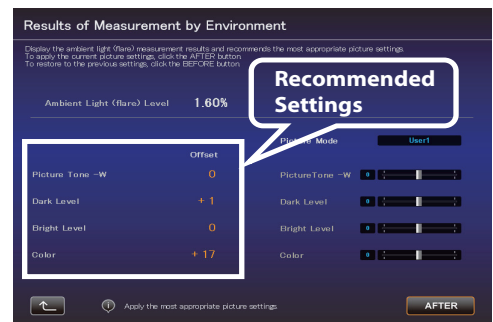 Results of Measurement by Environment
Display the ambient light (flare) measurement results and recommends the most appropriate picture settings.
To apply the current picture settings, click the AFTER button.
To restore to the previous settings, click the BEFORE button.
Recommended
Settings
Ambient Light (flare) Level 1.60%
Picture Mode User1
Offset
Picture Tone -W 0 PictureTone -W 0
Dark Level + 1 Dark Level 0
Bright Level 0 Bright Level 0
Color + 17 Color 0
Apply the most appropriate picture settings. AFTER